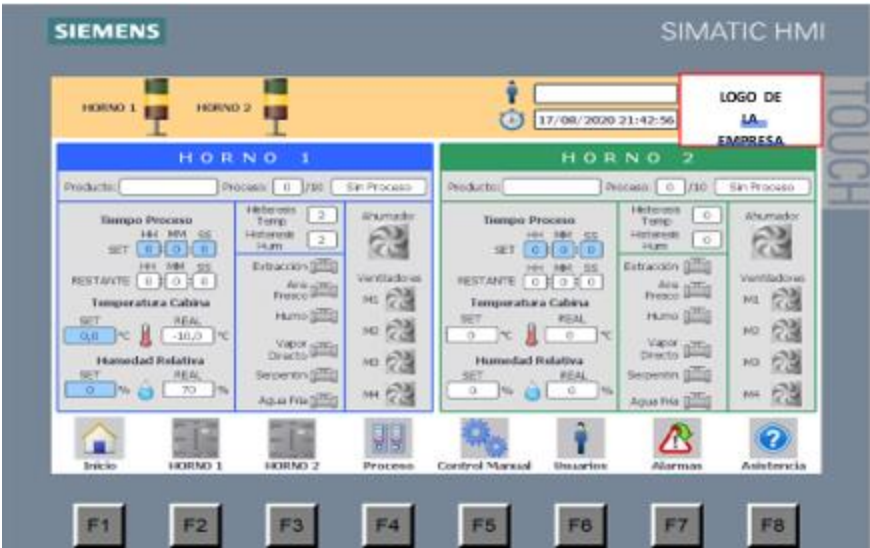 SIEMENS
SIMATIC HMI
TOUCH
HORNO 1
HORNO 2
17/08/2020 21:42:56
LOGO DE
LA
EMPRESA
HORNO 1
Producto:
Proceso: 0 /10 Sin Proceso
Tiempo Proceso
HH MM SS
SET 0 : 0 : 0
HH MM SS
RESTANTE 0 : 0 : 0
Temperatura Cabina
SET REAL
0,0 °C -10,0 °C
Humedad Relativa
SET REAL
0 % 70 %
Histeresis
Temp 2
Histeresis
Hum 2
Extracción
Aire
Fresco
Humo
Vapor
Directo
Serpentin
Agua Fria
Ahumador
Ventiladores
M1
M2
M3
M4
HORNO 2
Producto:
Proceso: 0 /10 Sin Proceso
Tiempo Proceso
HH MM SS
SET 0 : 0 : 0
HH MM SS
RESTANTE 0 : 0 : 0
Temperatura Cabina
SET REAL
0 °C 0 °C
Humedad Relativa
SET REAL
0 % 0 %
Histeresis
Temp 0
Histeresis
Hum 0
Extracción
Aire
Fresco
Humo
Vapor
Directo
Serpentin
Agua Fria
Ahumador
Ventiladores
M1
M2
M3
M4
Inicio
HORNO 1
HORNO 2
Proceso
Control Manual
Usuarios
Alarmas
Asistencia
F1
F2
F3
F4
F5
F6
F7
F8